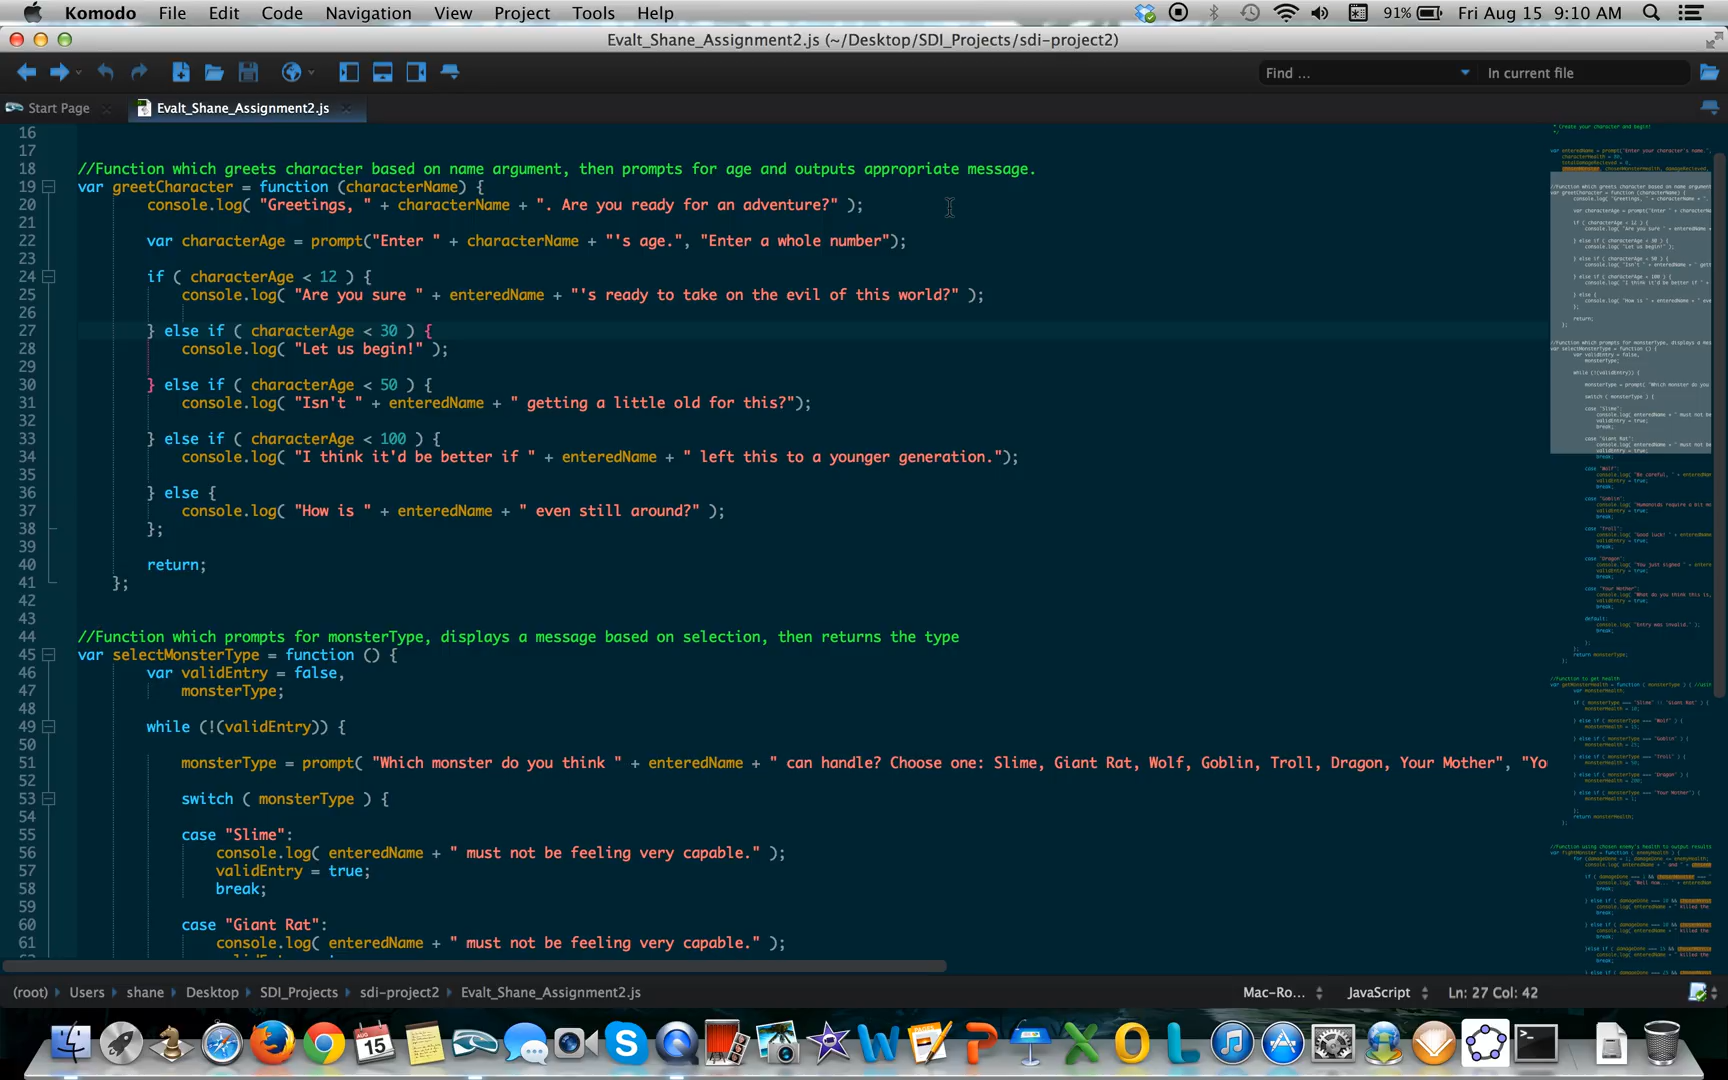 Komodo File Edit Code Navigation View Project Tools Help 91% Fri Aug 15 9:10 AM
Evalt_Shane_Assignment2.js (~/Desktop/SDI_Projects/sdi-project2)
Find ... In current file
Start Page Evalt_Shane_Assignment2.js
16
17
18 //Function which greets character based on name argument, then prompts for age and outputs appropriate message.
19 var greetCharacter = function (characterName) {
20 console.log( "Greetings, " + characterName + ". Are you ready for an adventure?" );
21
22 var characterAge = prompt("Enter " + characterName + "'s age.", "Enter a whole number");
23
24 if ( characterAge < 12 ) {
25 console.log( "Are you sure " + enteredName + "'s ready to take on the evil of this world?" );
26
27 } else if ( characterAge < 30 ) {
28 console.log( "Let us begin!" );
29
30 } else if ( characterAge < 50 ) {
31 console.log( "Isn't " + enteredName + " getting a little old for this?");
32
33 } else if ( characterAge < 100 ) {
34 console.log( "I think it'd be better if " + enteredName + " left this to a younger generation.");
35
36 } else {
37 console.log( "How is " + enteredName + " even still around?" );
38 };
39
40 return;
41 };
42
43
44 //Function which prompts for monsterType, displays a message based on selection, then returns the type
45 var selectMonsterType = function () {
46 var validEntry = false,
47 monsterType;
48
49 while (!(validEntry)) {
50
51 monsterType = prompt( "Which monster do you think " + enteredName + " can handle? Choose one: Slime, Giant Rat, Wolf, Goblin, Troll, Dragon, Your Mother", "Yo
52
53 switch ( monsterType ) {
54
55 case "Slime":
56 console.log( enteredName + " must not be feeling very capable." );
57 validEntry = true;
58 break;
59
60 case "Giant Rat":
61 console.log( enteredName + " must not be feeling very capable." );
(root) Users shane Desktop SDI_Projects sdi-project2 Evalt_Shane_Assignment2.js Mac-Ro... JavaScript Ln: 27 Col: 42
AUG 15